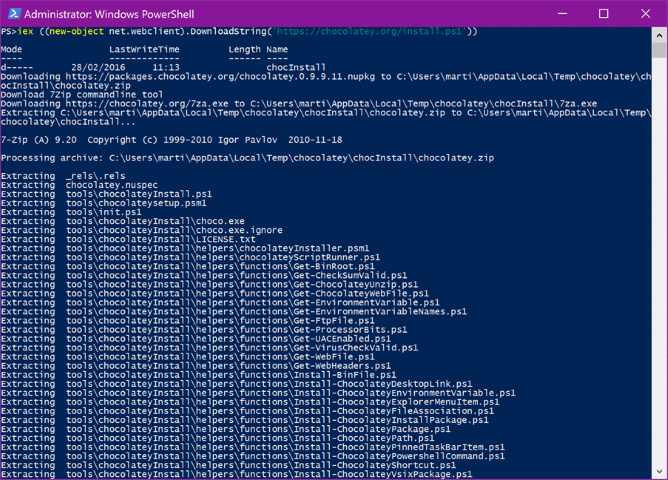 Administrator: Windows PowerShell
PS>iex ((new-object net.webclient).DownloadString('https://chocolatey.org/install.ps1'))
Mode LastWriteTime Length Name
---- ------------- ------ ----
d----- 28/02/2016 11:13 chocInstall
Downloading https://packages.chocolatey.org/chocolatey.0.9.9.11.nupkg to C:\Users\marti\AppData\Local\Temp\chocolatey\ch
ocInstall\chocolatey.zip
Download 7Zip commandline tool
Downloading https://chocolatey.org/7za.exe to C:\Users\marti\AppData\Local\Temp\chocolatey\chocInstall\7za.exe
Extracting C:\Users\marti\AppData\Local\Temp\chocolatey\chocInstall\chocolatey.zip to C:\Users\marti\AppData\Local\Temp\
chocolatey\chocInstall...
7-Zip (A) 9.20 Copyright (c) 1999-2010 Igor Pavlov 2010-11-18
Processing archive: C:\Users\marti\AppData\Local\Temp\chocolatey\chocInstall\chocolatey.zip
Extracting _rels\.rels
Extracting chocolatey.nuspec
Extracting tools\chocolateyInstall.ps1
Extracting tools\chocolateysetup.psm1
Extracting tools\init.ps1
Extracting tools\chocolateyInstall\choco.exe
Extracting tools\chocolateyInstall\choco.exe.ignore
Extracting tools\chocolateyInstall\LICENSE.txt
Extracting tools\chocolateyInstall\helpers\chocolateyInstaller.psm1
Extracting tools\chocolateyInstall\helpers\chocolateyScriptRunner.ps1
Extracting tools\chocolateyInstall\helpers\functions\Get-BinRoot.ps1
Extracting tools\chocolateyInstall\helpers\functions\Get-CheckSumValid.ps1
Extracting tools\chocolateyInstall\helpers\functions\Get-ChocolateyUnzip.ps1
Extracting tools\chocolateyInstall\helpers\functions\Get-ChocolateyWebFile.ps1
Extracting tools\chocolateyInstall\helpers\functions\Get-EnvironmentVariable.ps1
Extracting tools\chocolateyInstall\helpers\functions\Get-EnvironmentVariableNames.ps1
Extracting tools\chocolateyInstall\helpers\functions\Get-FtpFile.ps1
Extracting tools\chocolateyInstall\helpers\functions\Get-ProcessorBits.ps1
Extracting tools\chocolateyInstall\helpers\functions\Get-UACEnabled.ps1
Extracting tools\chocolateyInstall\helpers\functions\Get-VirusCheckValid.ps1
Extracting tools\chocolateyInstall\helpers\functions\Get-WebFile.ps1
Extracting tools\chocolateyInstall\helpers\functions\Get-WebHeaders.ps1
Extracting tools\chocolateyInstall\helpers\functions\Install-BinFile.ps1
Extracting tools\chocolateyInstall\helpers\functions\Install-ChocolateyDesktopLink.ps1
Extracting tools\chocolateyInstall\helpers\functions\Install-ChocolateyEnvironmentVariable.ps1
Extracting tools\chocolateyInstall\helpers\functions\Install-ChocolateyExplorerMenuItem.ps1
Extracting tools\chocolateyInstall\helpers\functions\Install-ChocolateyFileAssociation.ps1
Extracting tools\chocolateyInstall\helpers\functions\Install-ChocolateyInstallPackage.ps1
Extracting tools\chocolateyInstall\helpers\functions\Install-ChocolateyPackage.ps1
Extracting tools\chocolateyInstall\helpers\functions\Install-ChocolateyPath.ps1
Extracting tools\chocolateyInstall\helpers\functions\Install-ChocolateyPinnedTaskBarItem.ps1
Extracting tools\chocolateyInstall\helpers\functions\Install-ChocolateyPowershellCommand.ps1
Extracting tools\chocolateyInstall\helpers\functions\Install-ChocolateyShortcut.ps1
Extracting tools\chocolateyInstall\helpers\functions\Install-ChocolateyVsixPackage.ps1